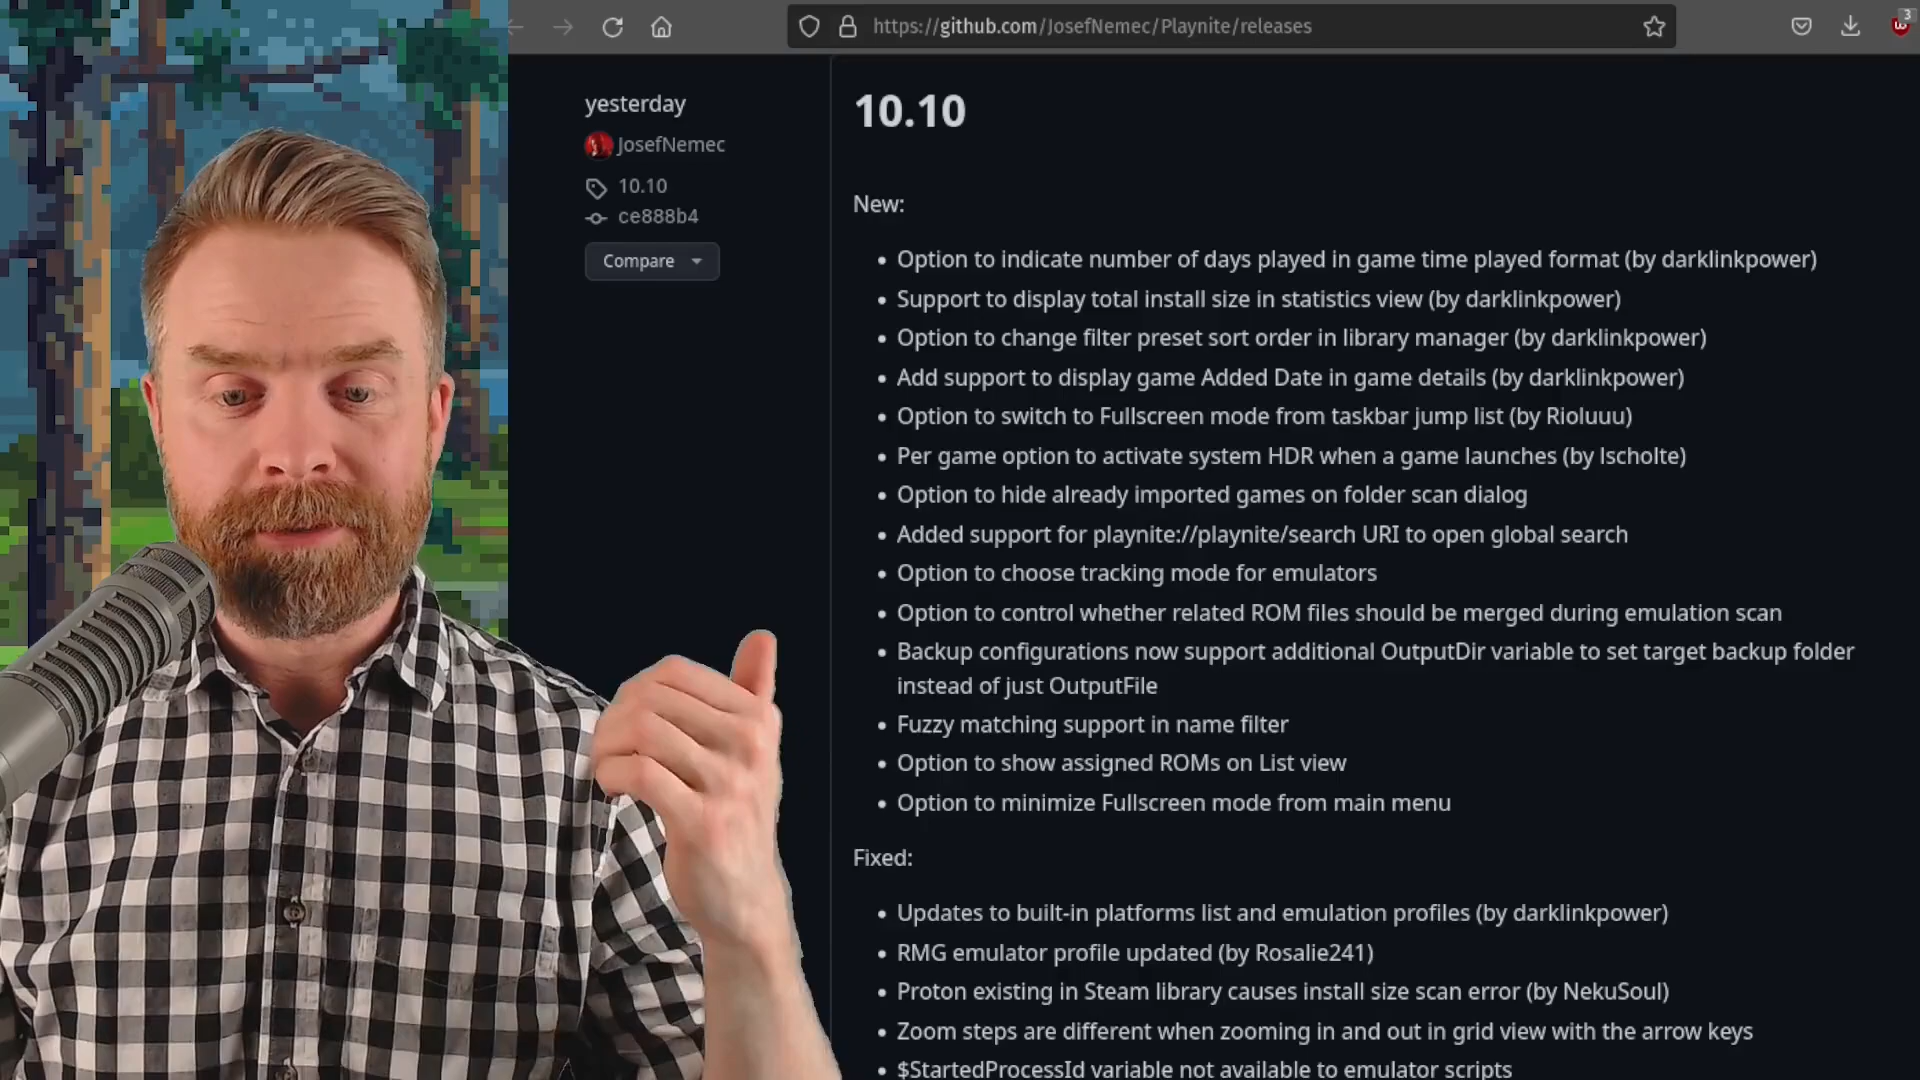 https://github.com/JosefNemec/Playnite/releases
3
yesterday
JosefNemec
10.10
ce888b4
Compare
10.10
New:
Option to indicate number of days played in game time played format (by darklinkpower)
Support to display total install size in statistics view (by darklinkpower)
Option to change filter preset sort order in library manager (by darklinkpower)
Add support to display game Added Date in game details (by darklinkpower)
Option to switch to Fullscreen mode from taskbar jump list (by Rioluuu)
Per game option to activate system HDR when a game launches (by lscholte)
Option to hide already imported games on folder scan dialog
Added support for playnite://playnite/search URI to open global search
Option to choose tracking mode for emulators
Option to control whether related ROM files should be merged during emulation scan
Backup configurations now support additional OutputDir variable to set target backup folder
instead of just OutputFile
Fuzzy matching support in name filter
Option to show assigned ROMs on List view
Option to minimize Fullscreen mode from main menu
Fixed:
Updates to built-in platforms list and emulation profiles (by darklinkpower)
RMG emulator profile updated (by Rosalie241)
Proton existing in Steam library causes install size scan error (by NekuSoul)
Zoom steps are different when zooming in and out in grid view with the arrow keys
$StartedProcessId variable not available to emulator scripts